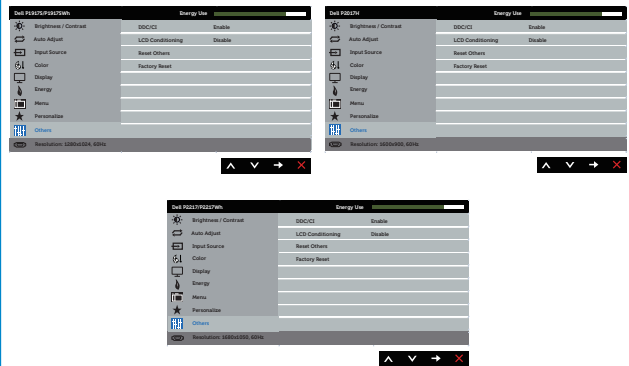 Dell P1917S/P1917SWh Energy Use
Brightness / Contrast DDC/CI Enable
Auto Adjust LCD Conditioning Disable
Input Source Reset Others
Color Factory Reset
Display
Energy
Menu
Personalize
Others
Resolution: 1280x1024, 60Hz
Dell P2017H Energy Use
Brightness / Contrast DDC/CI Enable
Auto Adjust LCD Conditioning Disable
Input Source Reset Others
Color Factory Reset
Display
Energy
Menu
Personalize
Others
Resolution: 1600x900, 60Hz
Dell P2217/P2217Wh Energy Use
Brightness / Contrast DDC/CI Enable
Auto Adjust LCD Conditioning Disable
Input Source Reset Others
Color Factory Reset
Display
Energy
Menu
Personalize
Others
Resolution: 1680x1050, 60Hz